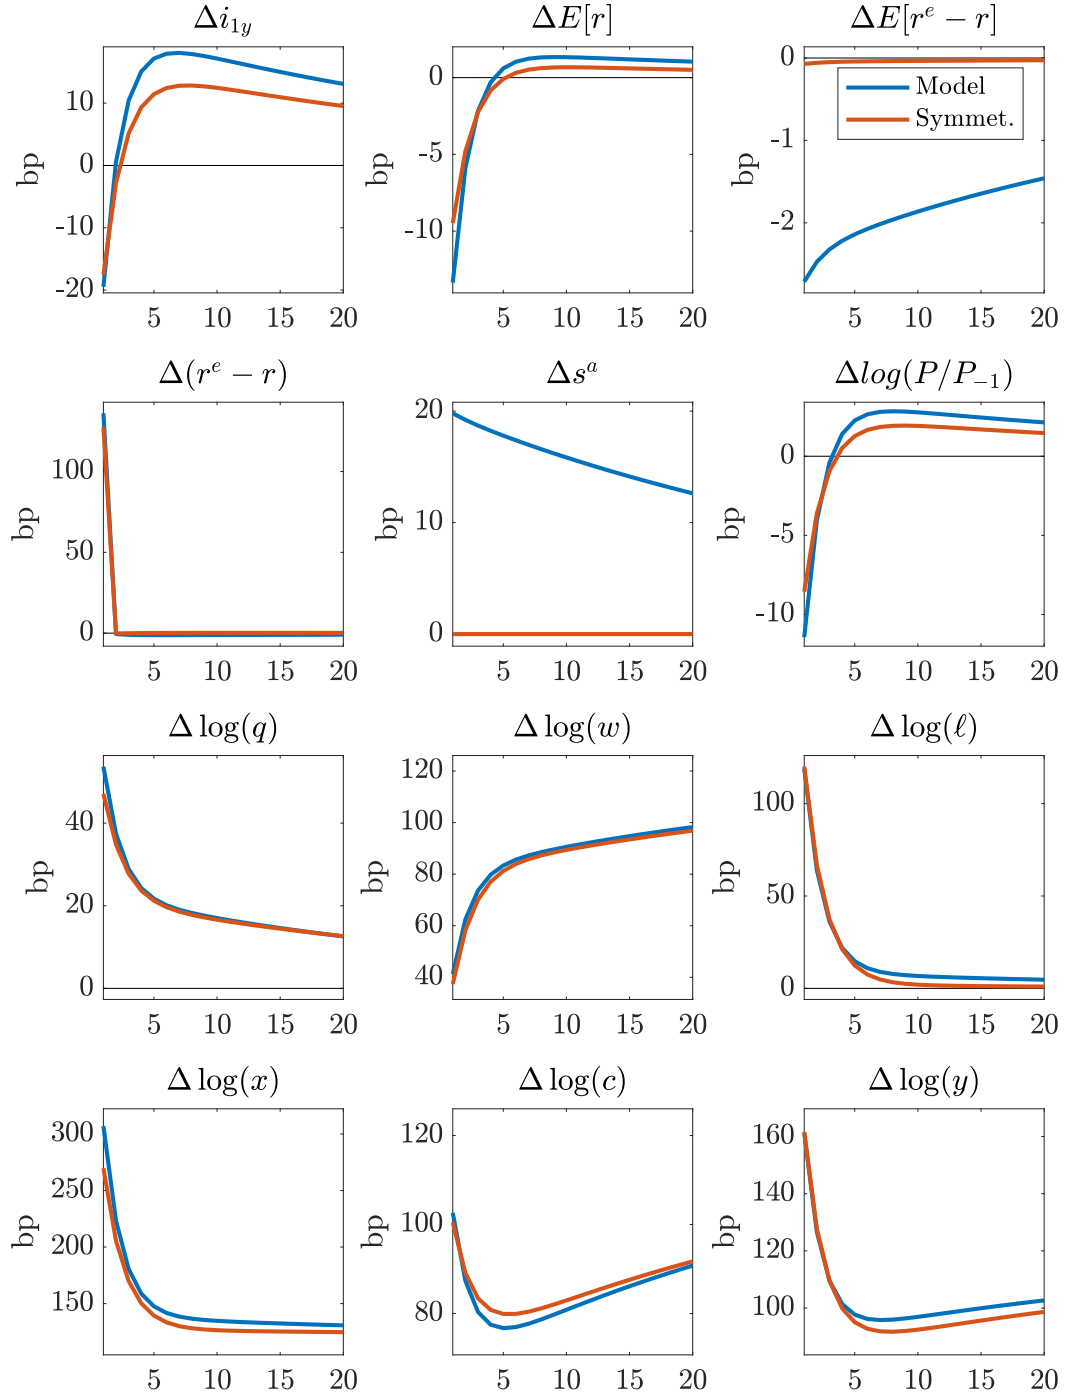 Δi_{1y}
ΔE[r]
ΔE[r^e − r]
bp
10
0
-10
-20
5 10 15 20
bp
0
-5
-10
5 10 15 20
bp
0
-1
-2
Model
Symmet.
5 10 15 20
Δ(r^e − r)
Δs^a
Δlog(P/P_{−1})
bp
100
50
0
5 10 15 20
bp
20
10
0
5 10 15 20
bp
0
-5
-10
5 10 15 20
Δ log(q)
Δ log(w)
Δ log(ℓ)
bp
40
20
0
5 10 15 20
bp
120
100
80
60
40
5 10 15 20
bp
100
50
0
5 10 15 20
Δ log(x)
Δ log(c)
Δ log(y)
bp
300
250
200
150
5 10 15 20
bp
120
100
80
5 10 15 20
bp
160
140
120
100
5 10 15 20